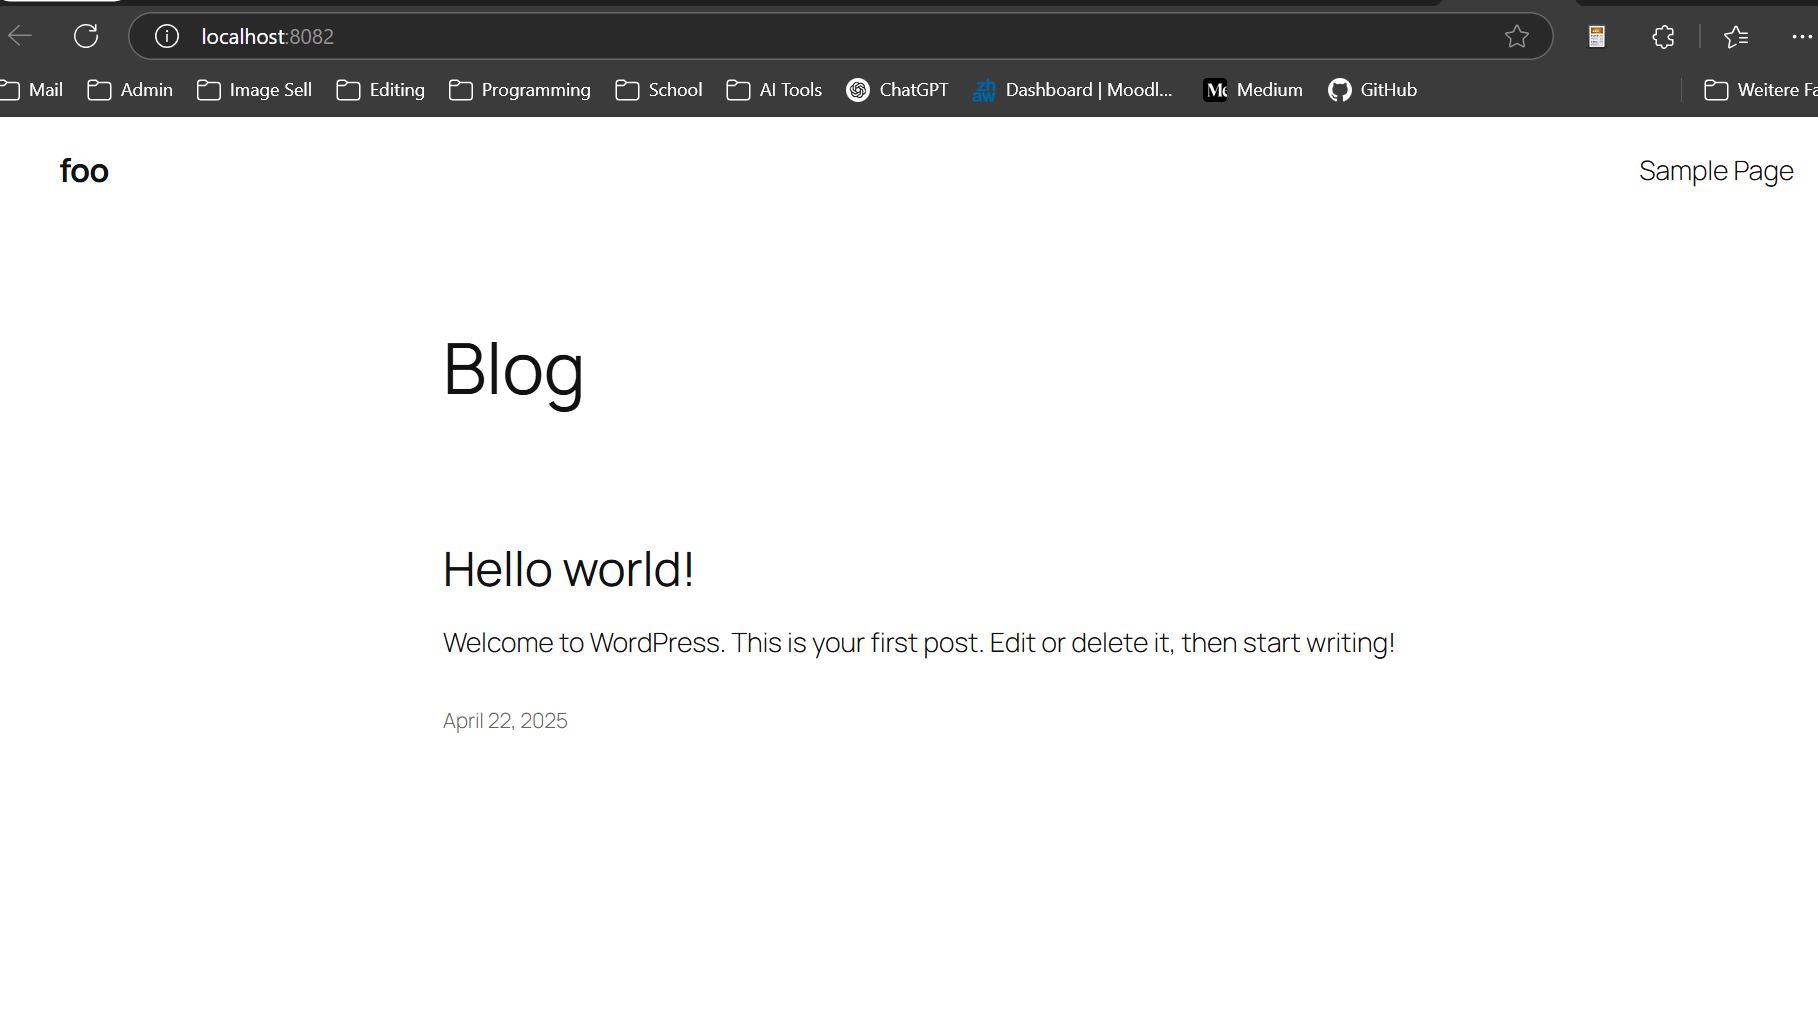 localhost:8082
Mail Admin Image Sell Editing Programming School AI Tools ChatGPT zh aw Dashboard | Moodl... Medium GitHub Weitere Fa
foo Sample Page
Blog
Hello world!
Welcome to WordPress. This is your first post. Edit or delete it, then start writing!
April 22, 2025